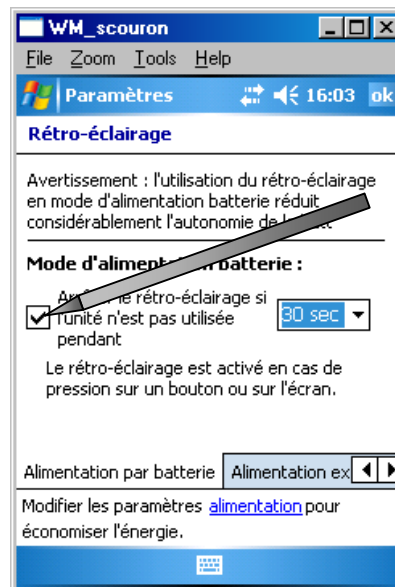 WM_scouron
File Zoom Tools Help
Paramètres 16:03 ok
Rétro-éclairage
Avertissement : l'utilisation du rétro-éclairage
en mode d'alimentation batterie réduit
considérablement l'autonomie de
Mode d'alimentation batterie :
Arrêter le rétro-éclairage si
l'unité n'est pas utilisée
pendant
30 sec
Le rétro-éclairage est activé en cas de
pression sur un bouton ou sur l'écran.
Alimentation par batterie Alimentation ex
Modifier les paramètres alimentation pour
économiser l'énergie.